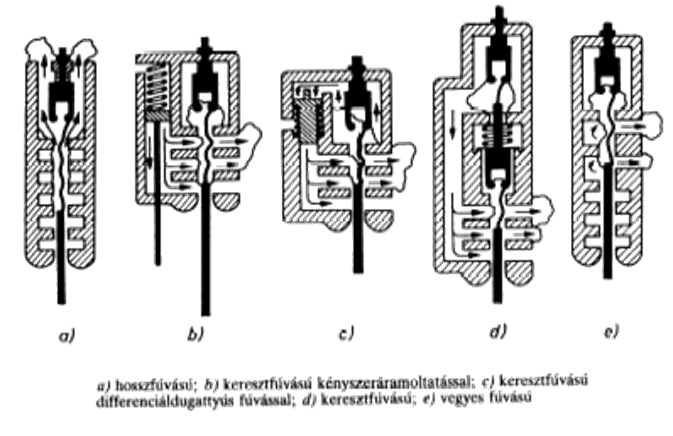 a) b) c) d) e)
a) hosszfúvású; b) keresztfúvású kényszeráramoltatással; c) keresztfúvású
differenciáldugattyús fúvással; d) keresztfúvású; e) vegyes fúvású